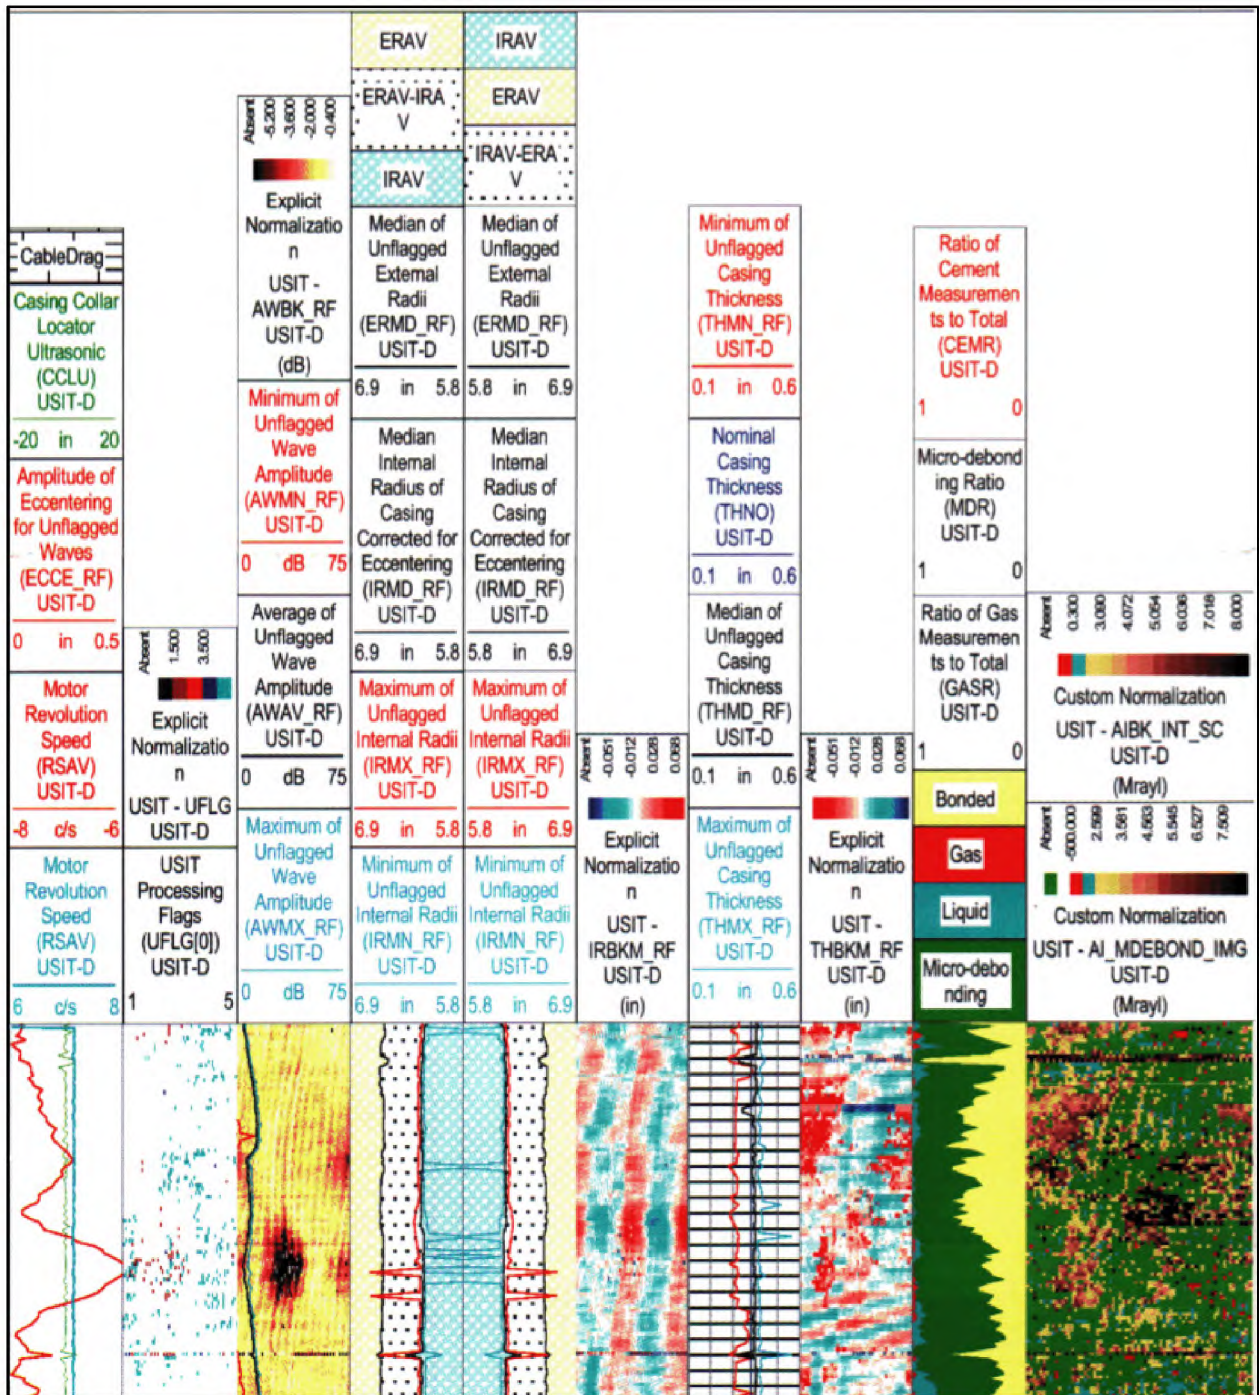 CableDrag
Casing Collar
Locator
Ultrasonic
(CCLU)
USIT-D
-20 in 20
Amplitude of
Eccentering
for Unflagged
Waves
(ECCE_RF)
USIT-D
0 in 0.5
Motor
Revolution
Speed
(RSAV)
USIT-D
-8 c/s -6
Motor
Revolution
Speed
(RSAV)
USIT-D
6 c/s 8
Absent
1.500
3.500
Explicit
Normalizatio
n
USIT - UFLG
USIT-D
USIT
Processing
Flags
(UFLG[0])
USIT-D
1 5
Absent
-5.200
-3.600
-2.000
-0.400
Explicit
Normalizatio
n
USIT -
AWBK_RF
USIT-D
(dB)
Minimum of
Unflagged
Wave
Amplitude
(AWMN_RF)
USIT-D
0 dB 75
Average of
Unflagged
Wave
Amplitude
(AWAV_RF)
USIT-D
0 dB 75
Maximum of
Unflagged
Wave
Amplitude
(AWMX_RF)
USIT-D
0 dB 75
ERAV
ERAV-IRA
V
IRAV
Median of
Unflagged
External
Radii
(ERMD_RF)
USIT-D
6.9 in 5.8
Median
Internal
Radius of
Casing
Corrected for
Eccentering
(IRMD_RF)
USIT-D
6.9 in 5.8
Maximum of
Unflagged
Internal Radii
(IRMX_RF)
USIT-D
6.9 in 5.8
Minimum of
Unflagged
Internal Radii
(IRMN_RF)
USIT-D
6.9 in 5.8
IRAV
ERAV
IRAV-ERA
V
Median of
Unflagged
External
Radii
(ERMD_RF)
USIT-D
5.8 in 6.9
Median
Internal
Radius of
Casing
Corrected for
Eccentering
(IRMD_RF)
USIT-D
5.8 in 6.9
Maximum of
Unflagged
Internal Radii
(IRMX_RF)
USIT-D
5.8 in 6.9
Minimum of
Unflagged
Internal Radii
(IRMN_RF)
USIT-D
5.8 in 6.9
Absent
-0.051
-0.012
0.028
0.068
Explicit
Normalizatio
n
USIT -
IRBKM_RF
USIT-D
(in)
Minimum of
Unflagged
Casing
Thickness
(THMN_RF)
USIT-D
0.1 in 0.6
Nominal
Casing
Thickness
(THNO)
USIT-D
0.1 in 0.6
Median of
Unflagged
Casing
Thickness
(THMD_RF)
USIT-D
0.1 in 0.6
Maximum of
Unflagged
Casing
Thickness
(THMX_RF)
USIT-D
0.1 in 0.6
Absent
-0.051
-0.012
0.028
0.068
Explicit
Normalizatio
n
USIT -
THBKM_RF
USIT-D
(in)
Ratio of
Cement
Measuremen
ts to Total
(CEMR)
USIT-D
1 0
Micro-debond
ing Ratio
(MDR)
USIT-D
1 0
Ratio of Gas
Measuremen
ts to Total
(GASR)
USIT-D
1 0
Bonded
Gas
Liquid
Micro-debo
nding
Absent
0.300
3.090
4.072
5.054
6.036
7.018
8.000
Custom Normalization
USIT - AIBK_INT_SC
USIT-D
(Mrayl)
Absent
-500.000
2.599
3.581
4.563
5.545
6.527
7.509
Custom Normalization
USIT - AI_MDEBOND_IMG
USIT-D
(Mrayl)